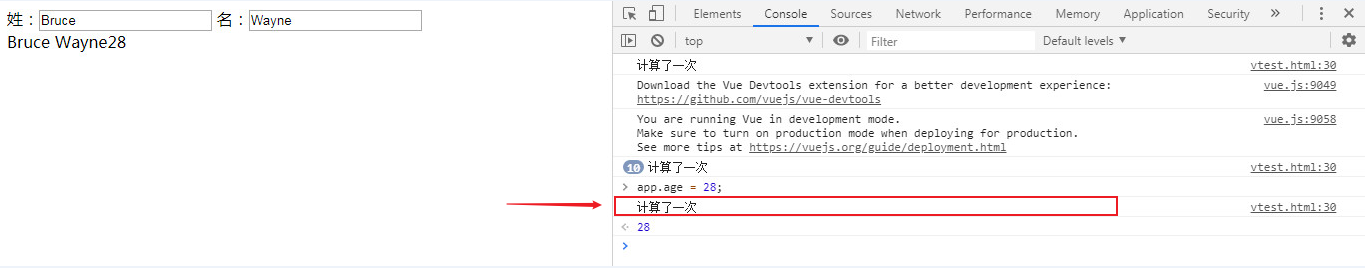 姓：Bruce 名：Wayne
Bruce Wayne28
Elements Console Sources Network Performance Memory Application Security »
top Filter Default levels
计算了一次 vtest.html:30
Download the Vue Devtools extension for a better development experience: vue.js:9049
https://github.com/vuejs/vue-devtools
You are running Vue in development mode. vue.js:9058
Make sure to turn on production mode when deploying for production.
See more tips at https://vuejs.org/guide/deployment.html
10 计算了一次 vtest.html:30
> app.age = 28;
计算了一次 vtest.html:30
28
>